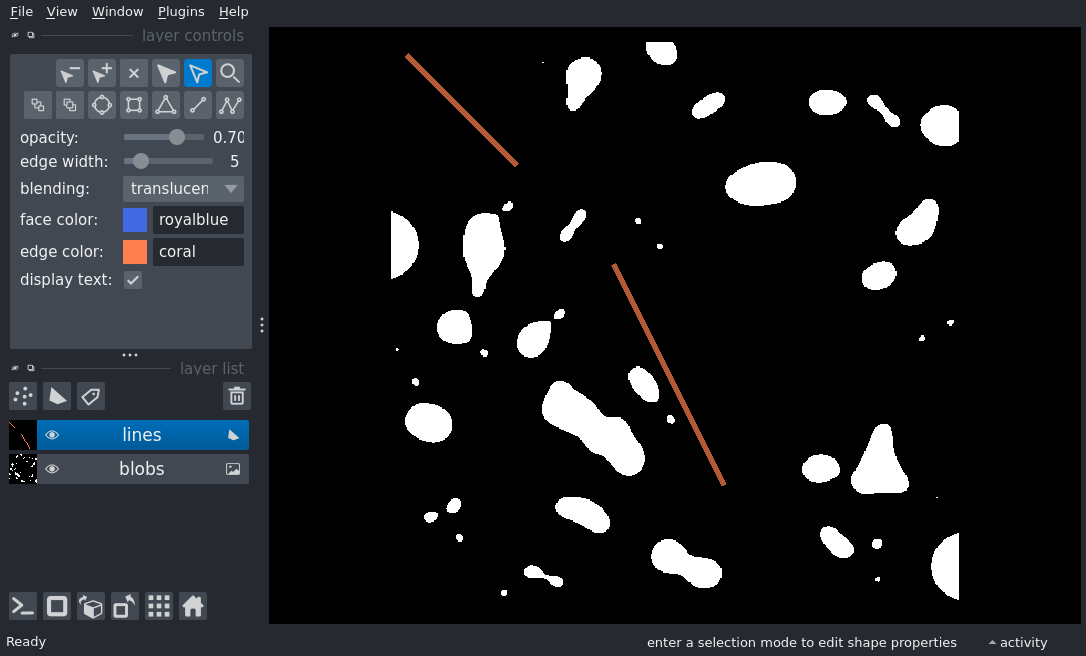 File View Window Plugins Help
layer controls
opacity: 0.70
edge width: 5
blending: translucen
face color: royalblue
edge color: coral
display text:
layer list
lines
blobs
Ready enter a selection mode to edit shape properties activity